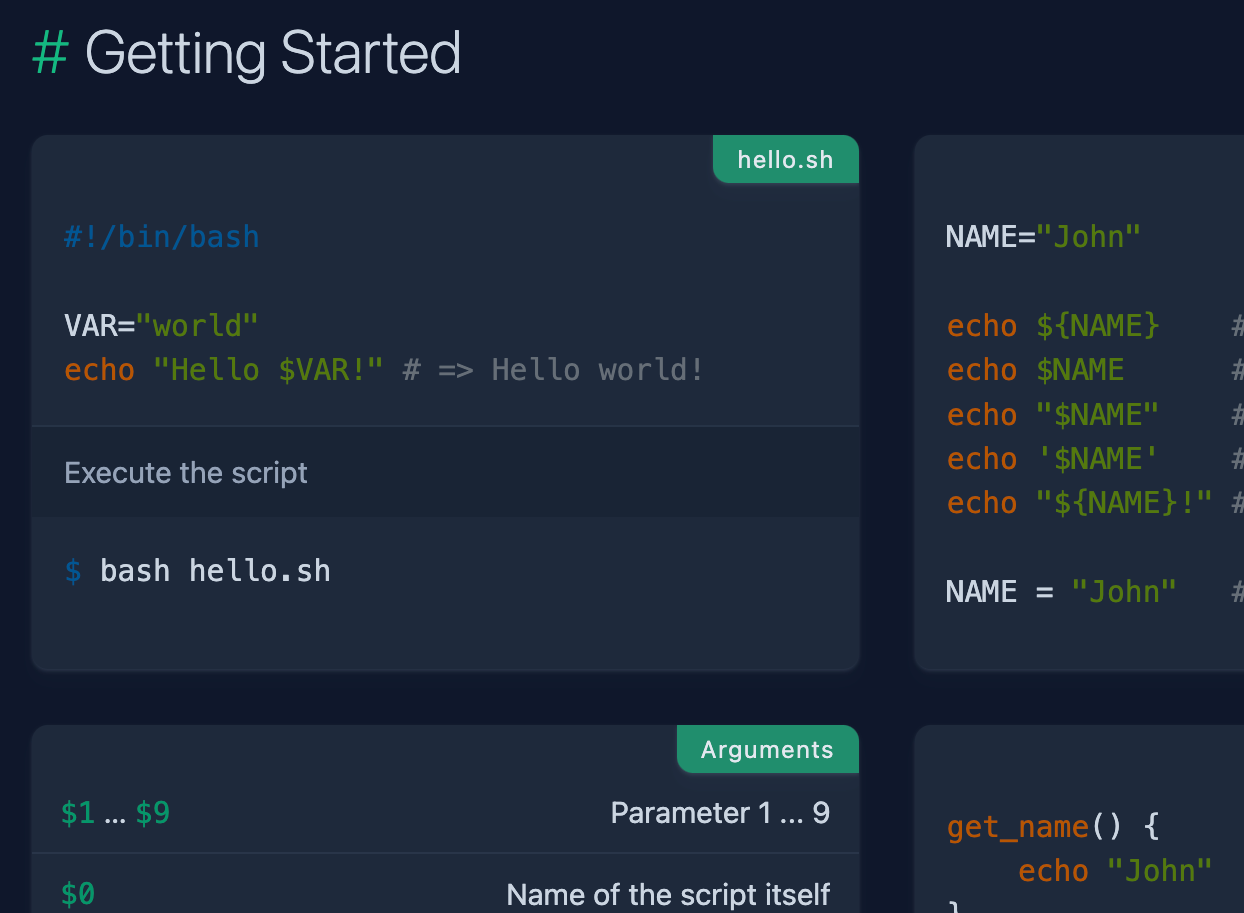 # Getting Started
hello.sh
#!/bin/bash
VAR="world"
echo "Hello $VAR!" # => Hello world!
Execute the script
$ bash hello.sh
NAME="John"
echo ${NAME}    #
echo $NAME      #
echo "$NAME"    #
echo '$NAME'    #
echo "${NAME}!" #
NAME = "John"   #
Arguments
$1 ... $9 Parameter 1 ... 9
$0 Name of the script itself
get_name() {
    echo "John"
}